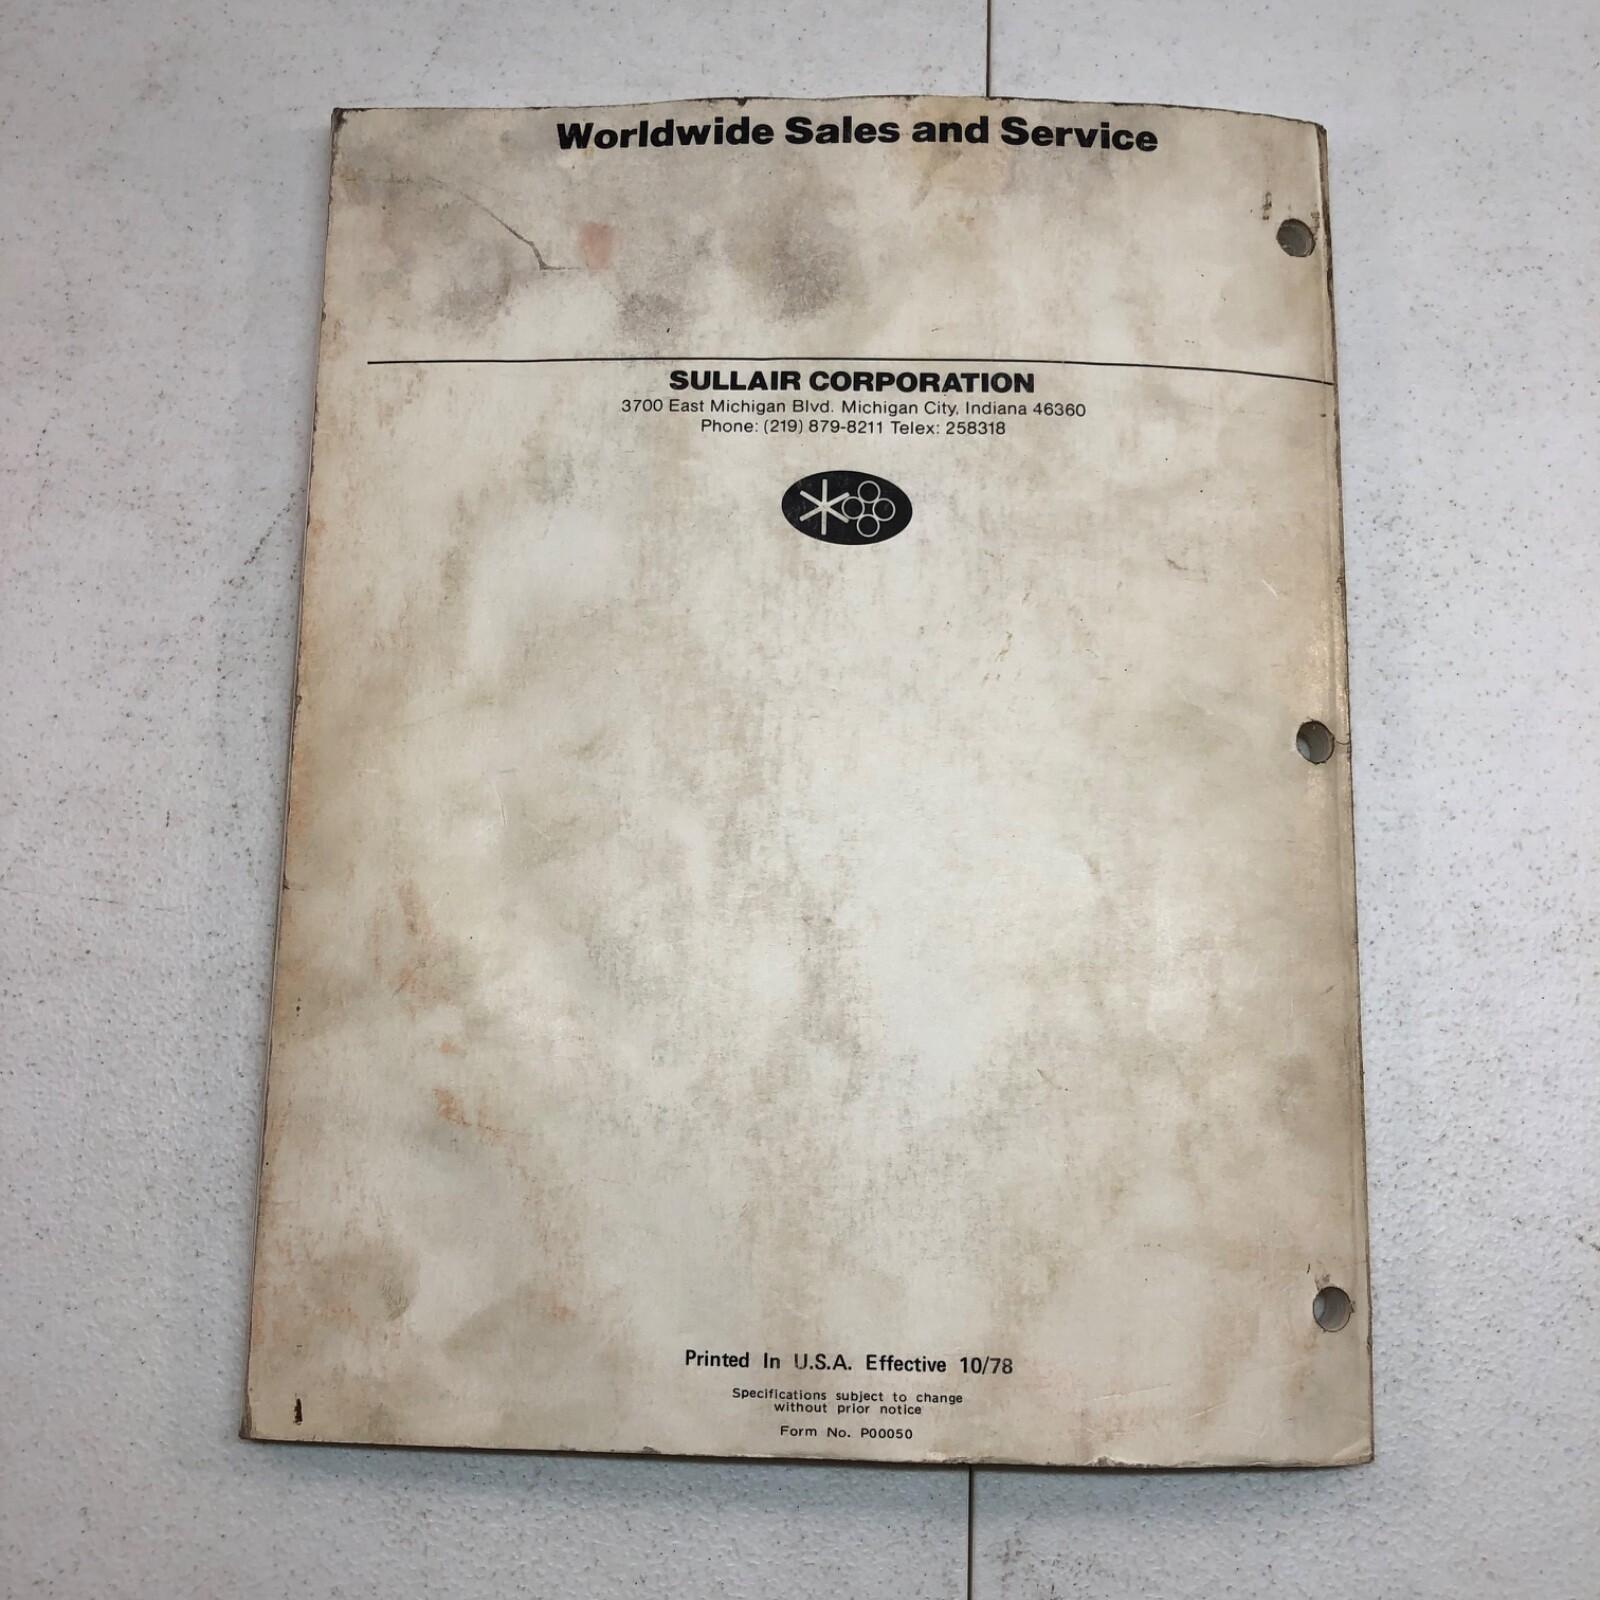 Worldwide Sales and Service
SULLAIR CORPORATION
3700 East Michigan Blvd. Michigan City, Indiana 46360
Phone: (219) 879-8211 Telex: 258318
Printed In U.S.A. Effective 10/78
Specifications subject to change
without prior notice
Form No. P00050